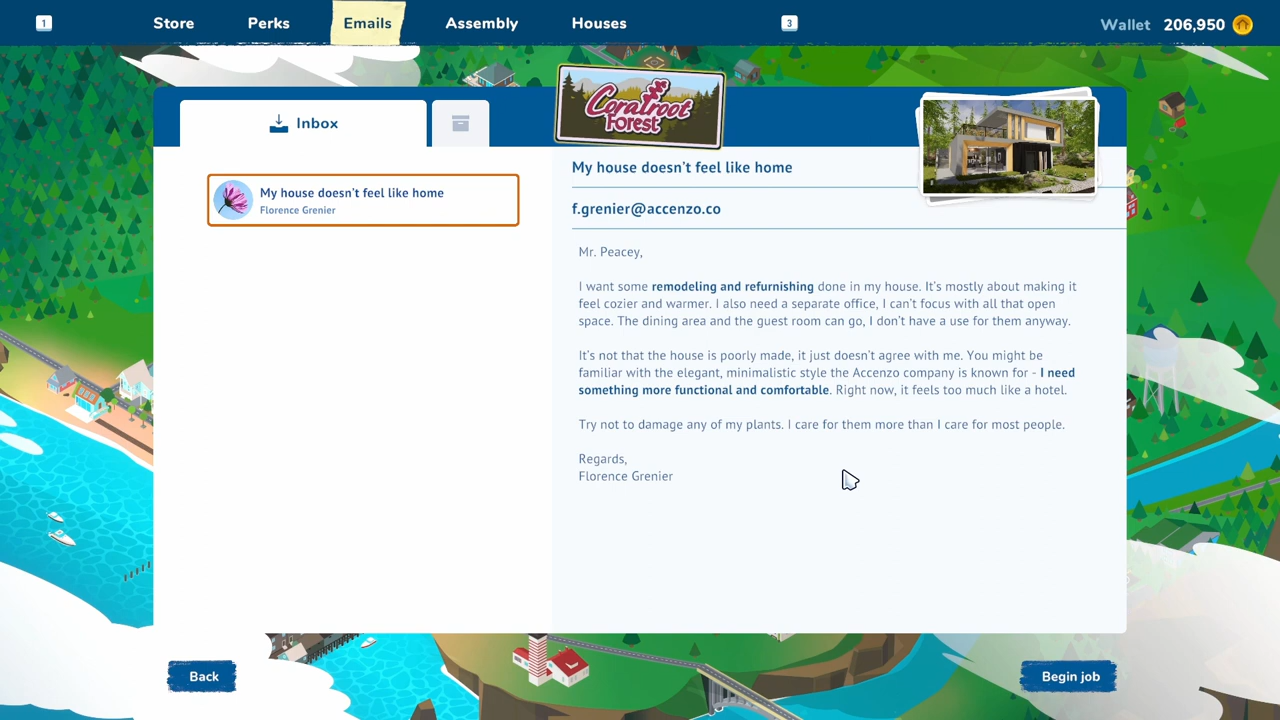 1
Store
Perks
Emails
Assembly
Houses
3
Wallet 206,950
Inbox
Coralroot
Forest
My house doesn't feel like home
Florence Grenier
My house doesn't feel like home
f.grenier@accenzo.co
Mr. Peacey,
I want some remodeling and refurnishing done in my house. It's mostly about making it
feel cozier and warmer. I also need a separate office, I can't focus with all that open
space. The dining area and the guest room can go, I don't have a use for them anyway.
It's not that the house is poorly made, it just doesn't agree with me. You might be
familiar with the elegant, minimalistic style the Accenzo company is known for - I need
something more functional and comfortable. Right now, it feels too much like a hotel.
Try not to damage any of my plants. I care for them more than I care for most people.
Regards,
Florence Grenier
Back
Begin job